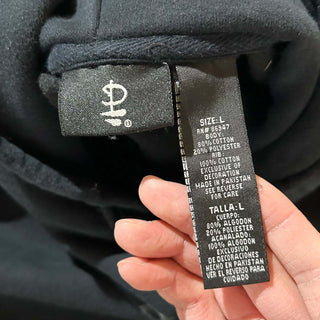 ®
SIZE: L
RN# 85947
BODY:
80% COTTON
20% POLYESTER
RIB
100% COTTON
EXCLUSIVE OF
DECORATION
MADE IN PAKISTAN
SEE REVERSE
FOR CARE
TALLA: L
CUERPO:
80% ALGODON
20% POLIESTER
ACANALADO:
100% ALGODON
EXCLUSIVO
DE DECORACIONES
HECHO EN PAKISTAN
VER EL REVERSO PARA
CUIDADO